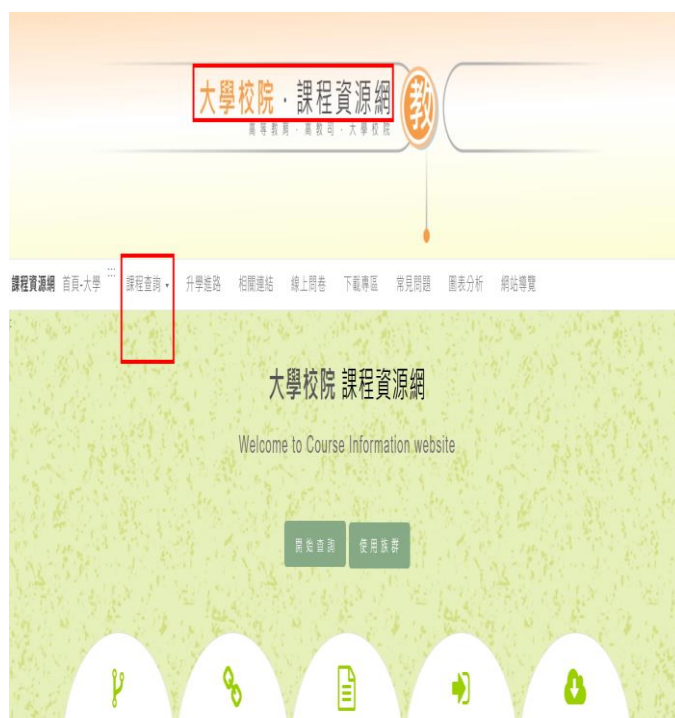 大學校院．課程資源網
教
高等教育．高教司．大學校院
課程資源網 首頁-大學 ::: 課程查詢 升學進路 相關連結 線上問卷 下載專區 常見問題 圖表分析 網站導覽
大學校院 課程資源網
Welcome to Course Information website
開始查詢 使用族群